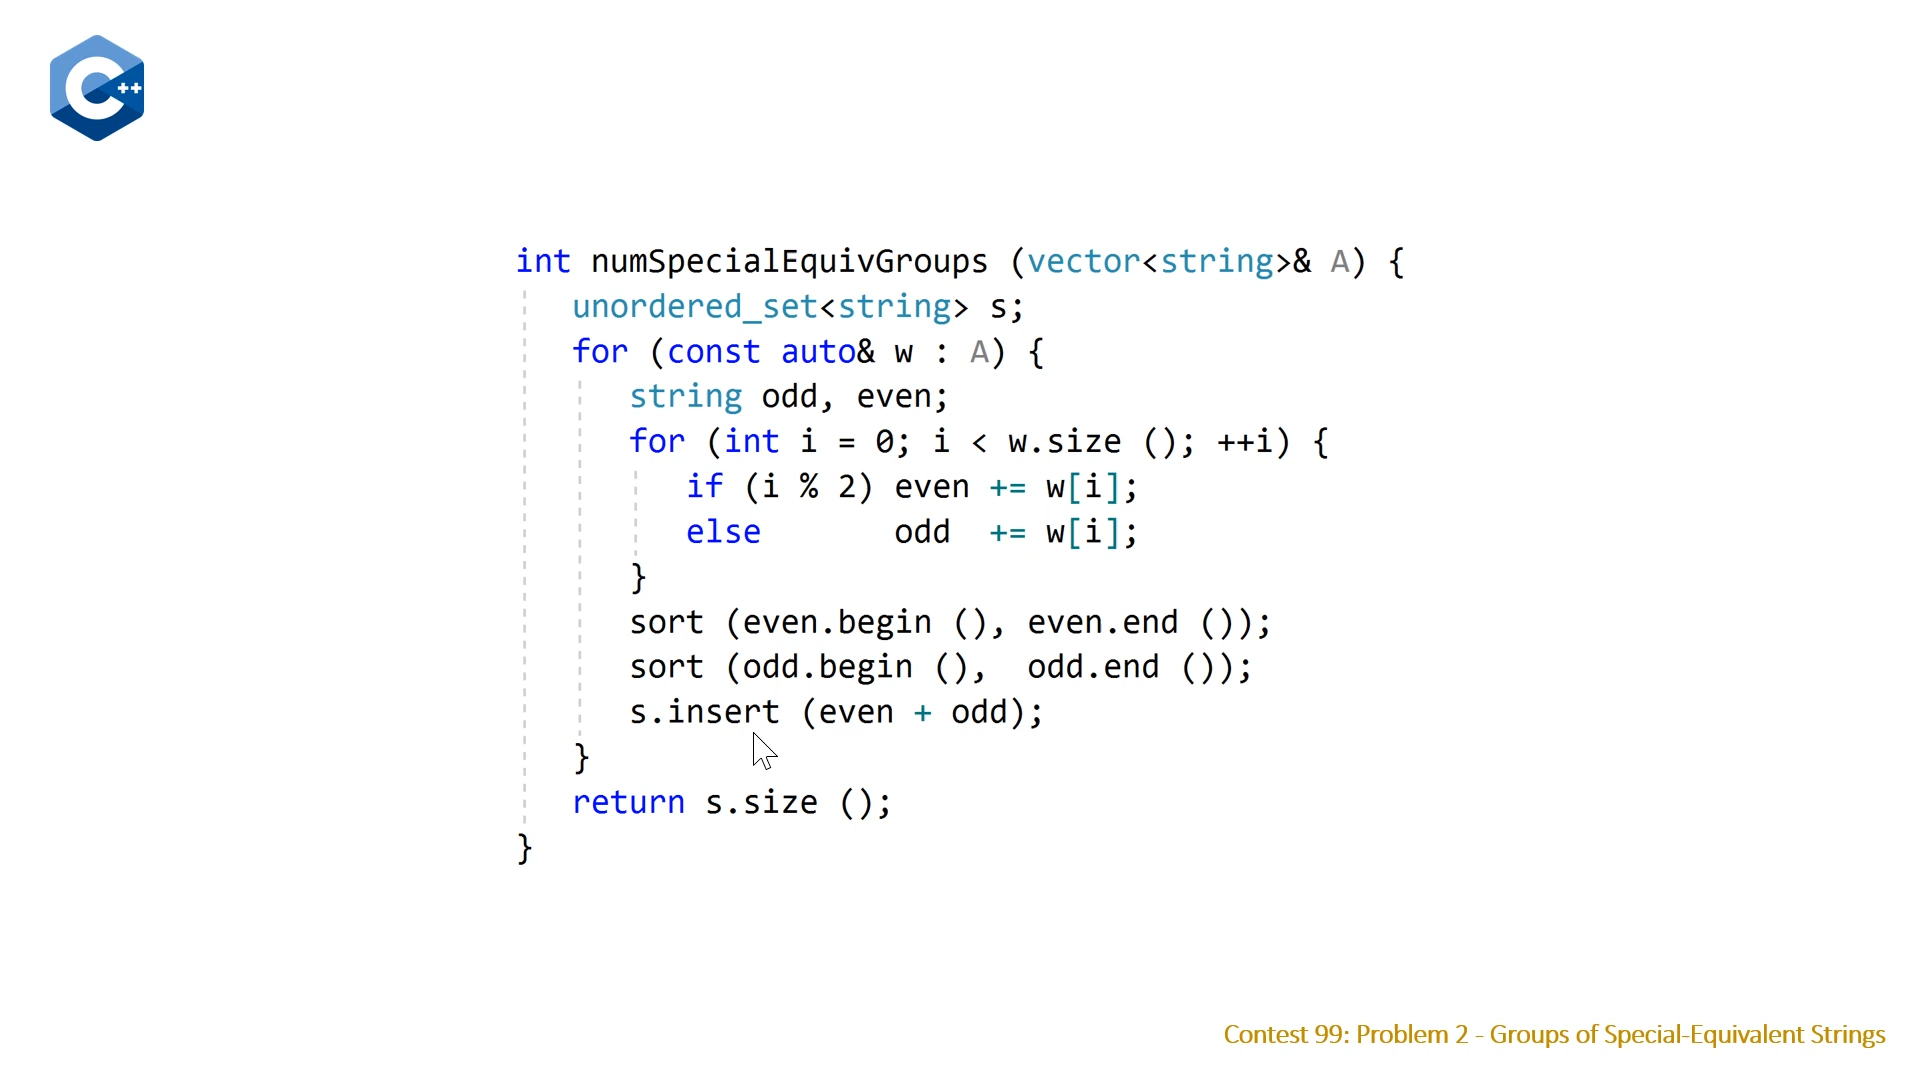 C++
int numSpecialEquivGroups (vector<string>& A) {
unordered_set<string> s;
for (const auto& w : A) {
string odd, even;
for (int i = 0; i < w.size (); ++i) {
if (i % 2) even += w[i];
else odd += w[i];
}
sort (even.begin (), even.end ());
sort (odd.begin (), odd.end ());
s.insert (even + odd);
}
return s.size ();
}
Contest 99: Problem 2 - Groups of Special-Equivalent Strings